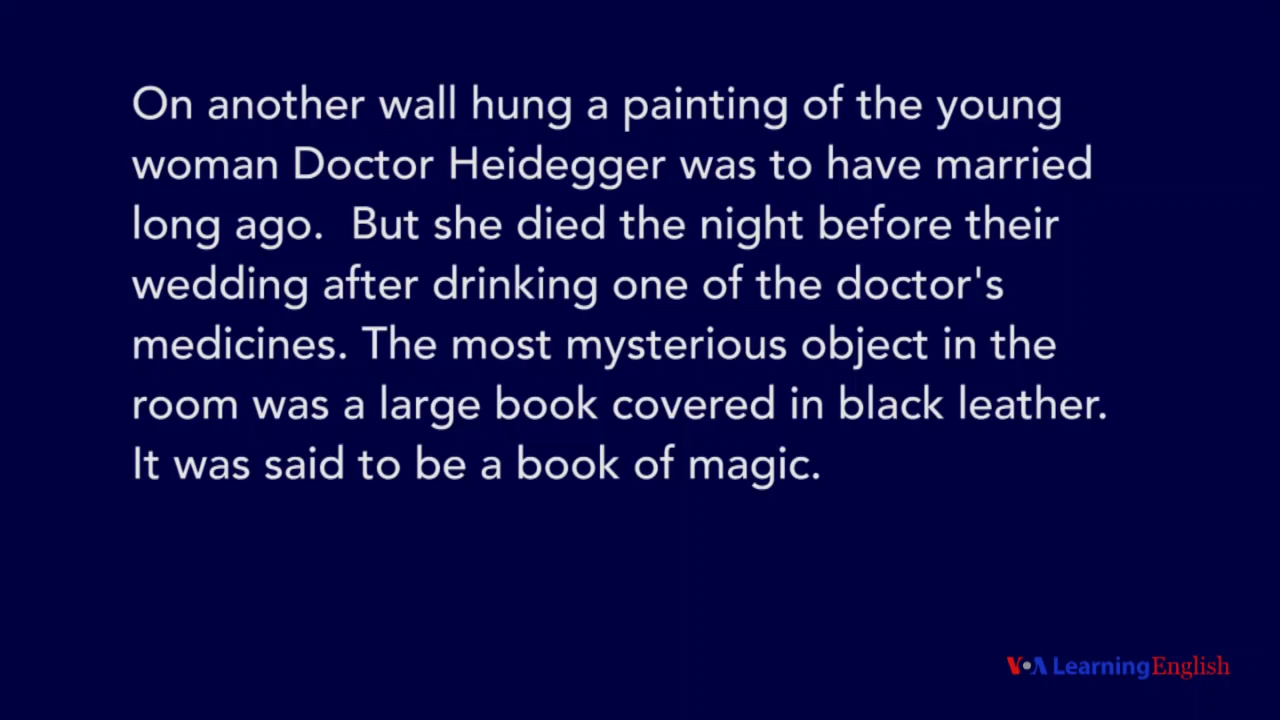 On another wall hung a painting of the young
woman Doctor Heidegger was to have married
long ago.  But she died the night before their
wedding after drinking one of the doctor's
medicines. The most mysterious object in the
room was a large book covered in black leather.
It was said to be a book of magic.
VOA Learning English